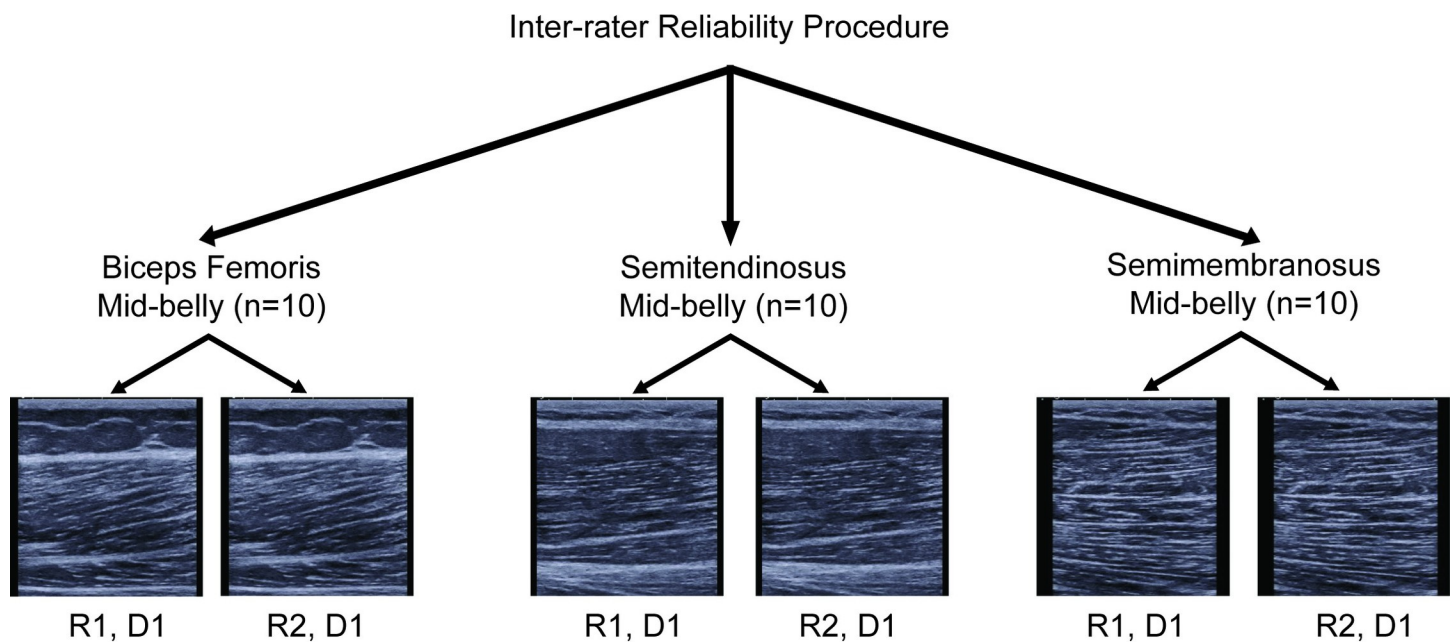 Inter-rater Reliability Procedure
Biceps Femoris
Mid-belly (n=10)
Semitendinosus
Mid-belly (n=10)
Semimembranosus
Mid-belly (n=10)
R1, D1
R2, D1
R1, D1
R2, D1
R1, D1
R2, D1